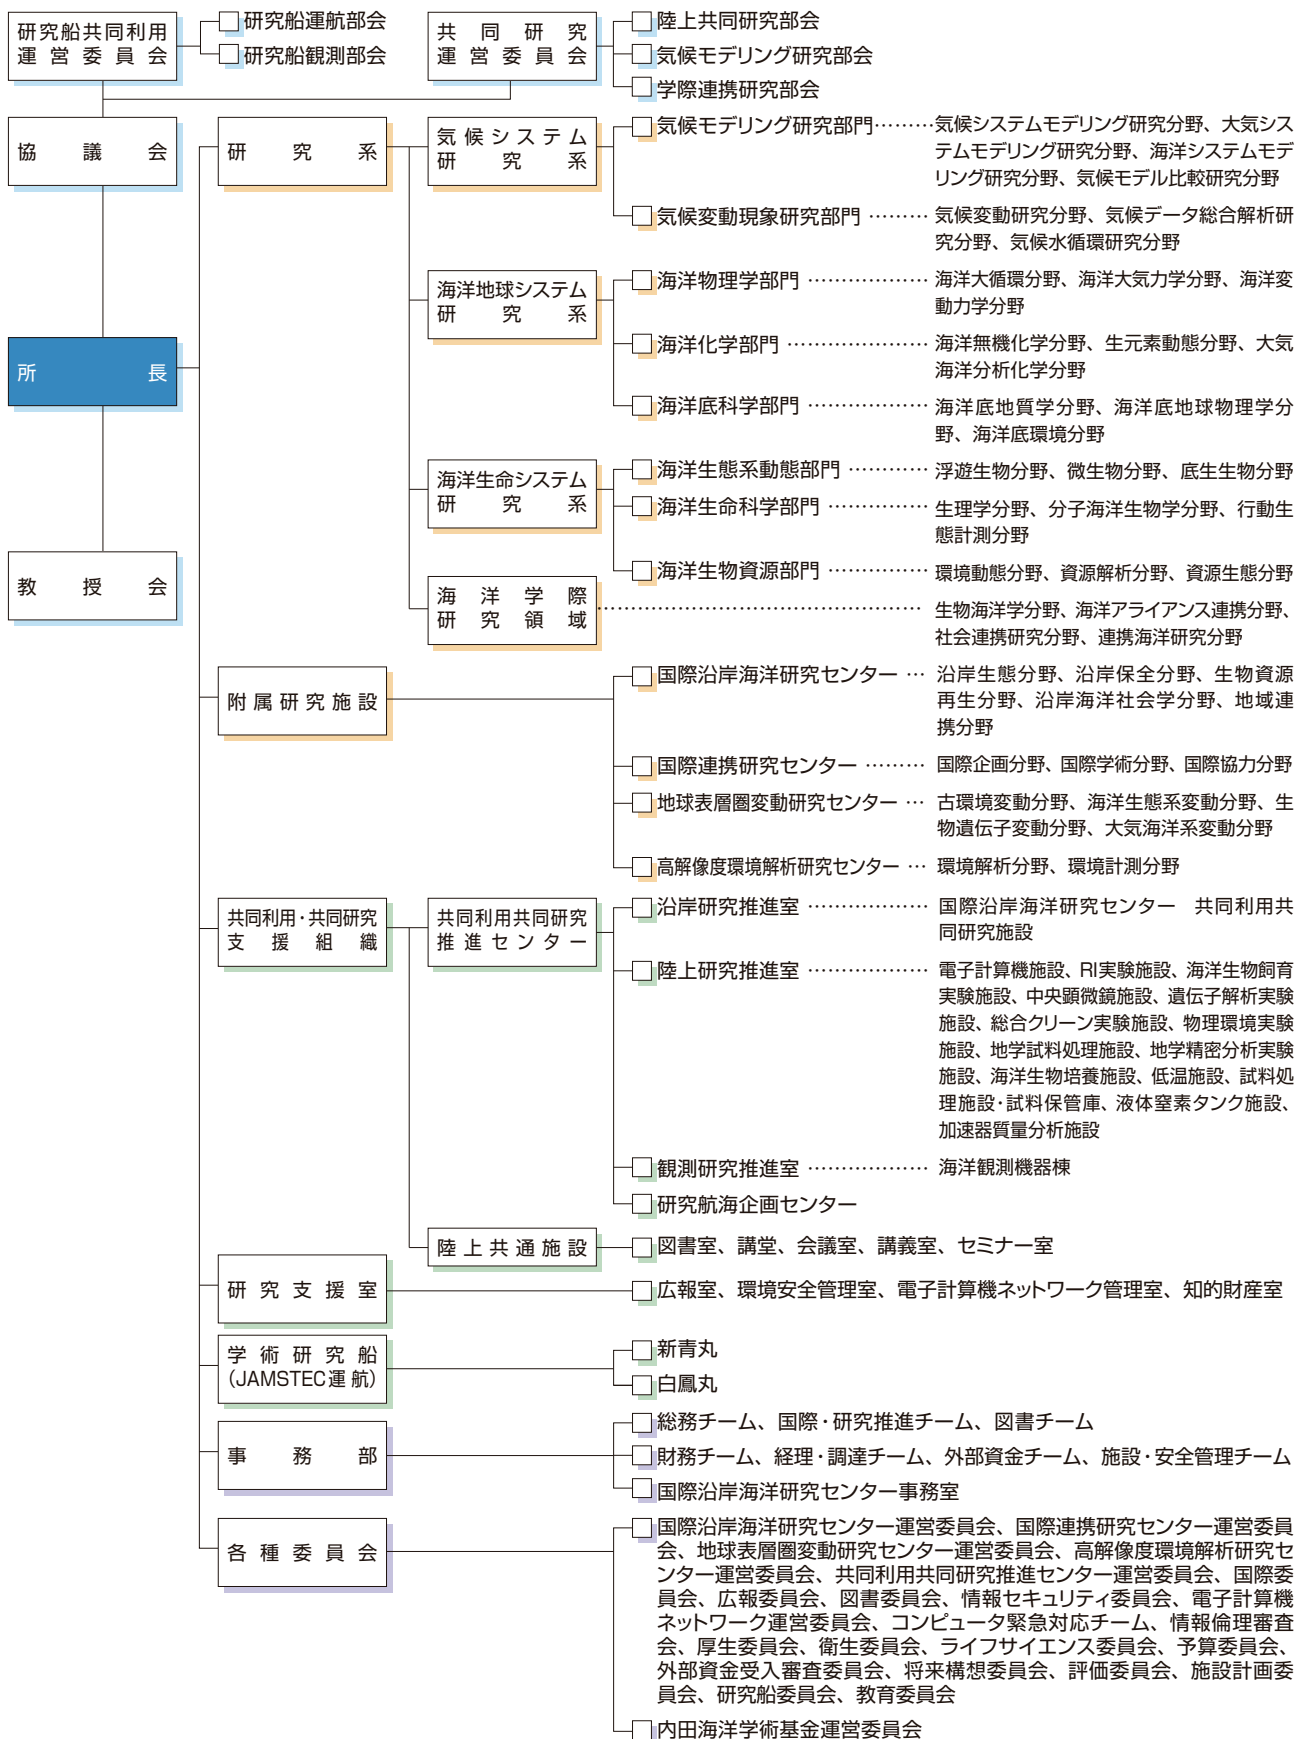 研究船共同利用
運営委員会
研究船運航部会
研究船観測部会
共同研究
運営委員会
陸上共同研究部会
気候モデリング研究部会
学際連携研究部会
協議会
所長
教授会
研究系
気候システム
研究系
気候モデリング研究部門………気候システムモデリング研究分野、大気シス
テムモデリング研究分野、海洋システムモデ
リング研究分野、気候モデル比較研究分野
気候変動現象研究部門………気候変動研究分野、気候データ総合解析研
究分野、気候水循環研究分野
海洋地球システム
研究系
海洋物理学部門………………海洋大循環分野、海洋大気力学分野、海洋変
動力学分野
海洋化学部門…………………海洋無機化学分野、生元素動態分野、大気
海洋分析化学分野
海洋底科学部門………………海洋底地質学分野、海洋底地球物理学分
野、海洋底環境分野
海洋生命システム
研究系
海洋生態系動態部門…………浮遊生物分野、微生物分野、底生生物分野
海洋生命科学部門……………生理学分野、分子海洋生物学分野、行動生
態計測分野
海洋生物資源部門……………環境動態分野、資源解析分野、資源生態分野
海洋学際
研究領域
………………………………………生物海洋学分野、海洋アライアンス連携分野、
社会連携研究分野、連携海洋研究分野
附属研究施設
国際沿岸海洋研究センター…沿岸生態分野、沿岸保全分野、生物資源
再生分野、沿岸海洋社会学分野、地域連
携分野
国際連携研究センター………国際企画分野、国際学術分野、国際協力分野
地球表層圏変動研究センター…古環境変動分野、海洋生態系変動分野、生
物遺伝子変動分野、大気海洋系変動分野
高解像度環境解析研究センター…環境解析分野、環境計測分野
共同利用・共同研究
支援組織
共同利用共同研究
推進センター
沿岸研究推進室………………国際沿岸海洋研究センター　共同利用共
同研究施設
陸上研究推進室………………電子計算機施設、RI実験施設、海洋生物飼育
実験施設、中央顕微鏡施設、遺伝子解析実験
施設、総合クリーン実験施設、物理環境実験
施設、地学試料処理施設、地学精密分析実験
施設、海洋生物培養施設、低温施設、試料処
理施設・試料保管庫、液体窒素タンク施設、
加速器質量分析施設
観測研究推進室………………海洋観測機器棟
研究航海企画センター
陸上共通施設
図書室、講堂、会議室、講義室、セミナー室
研究支援室
広報室、環境安全管理室、電子計算機ネットワーク管理室、知的財産室
学術研究船
（JAMSTEC運航）
新青丸
白鳳丸
事務部
総務チーム、国際・研究推進チーム、図書チーム
財務チーム、経理・調達チーム、外部資金チーム、施設・安全管理チーム
国際沿岸海洋研究センター事務室
各種委員会
国際沿岸海洋研究センター運営委員会、国際連携研究センター運営委員
会、地球表層圏変動研究センター運営委員会、高解像度環境解析研究セ
ンター運営委員会、共同利用共同研究推進センター運営委員会、国際委
員会、広報委員会、図書委員会、情報セキュリティ委員会、電子計算機
ネットワーク運営委員会、コンピュータ緊急対応チーム、情報倫理審査
会、厚生委員会、衛生委員会、ライフサイエンス委員会、予算委員会、
外部資金受入審査委員会、将来構想委員会、評価委員会、施設計画委
員会、研究船委員会、教育委員会
内田海洋学術基金運営委員会